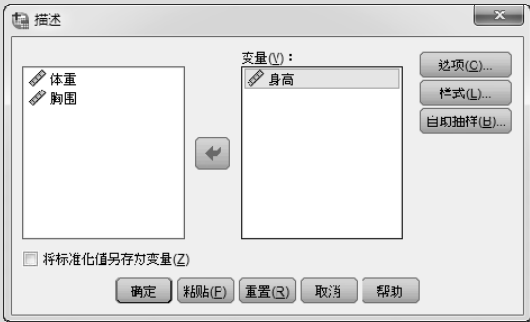 描述
变量(V)：
体重
胸围
身高
选项(O)...
样式(L)...
自助抽样(B)...
将标准化值另存为变量(Z)
确定
粘贴(P)
重置(R)
取消
帮助